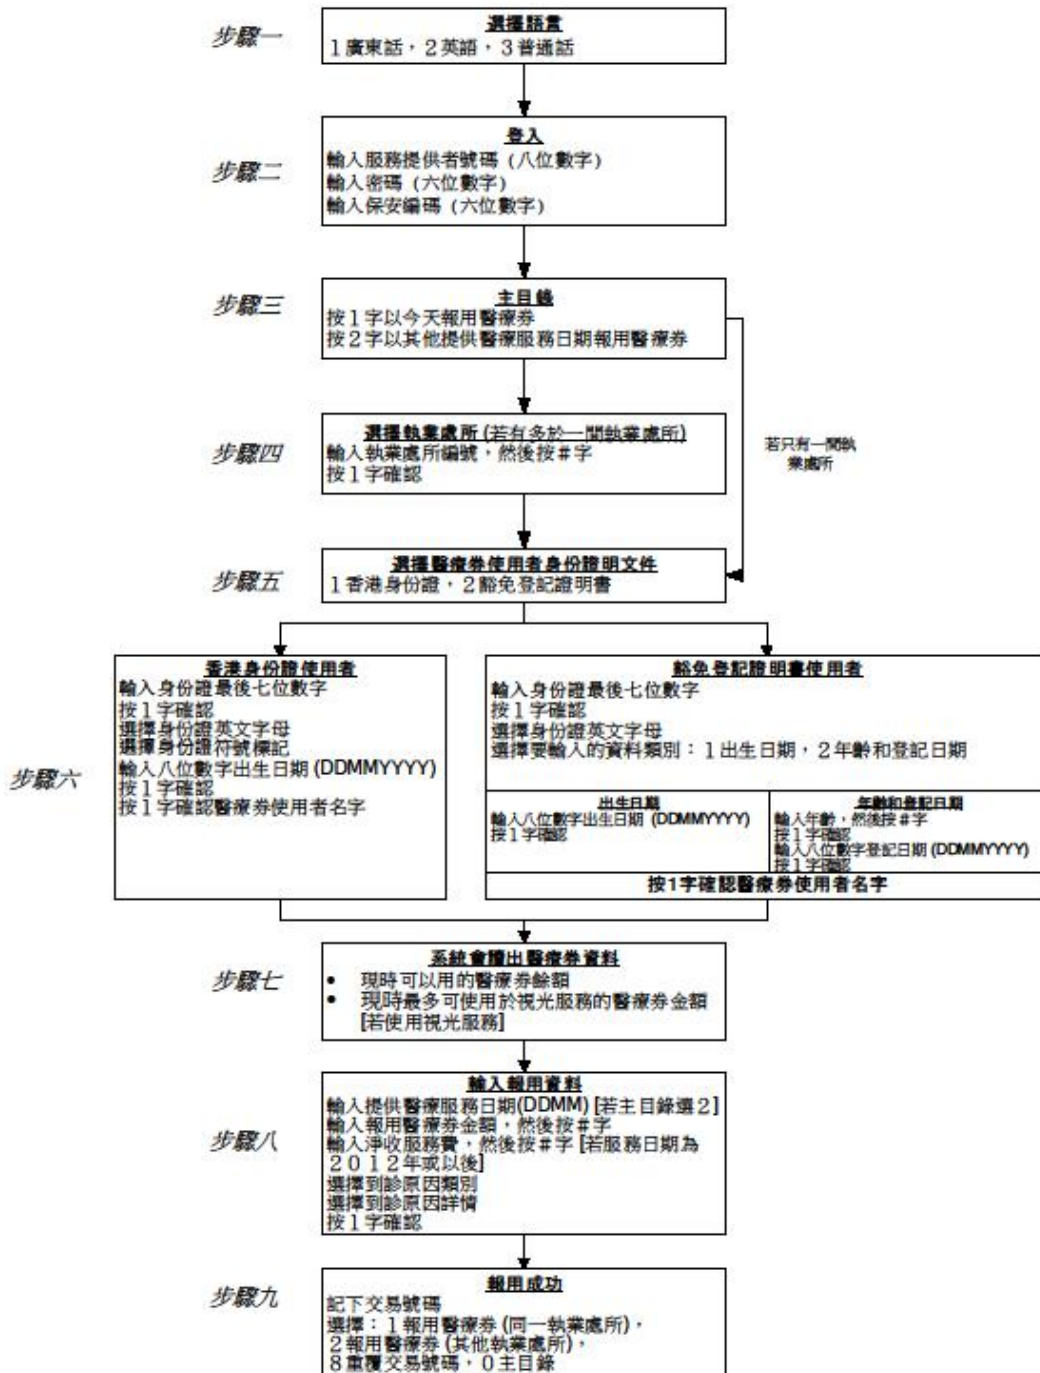 步驟一
選擇語言
１廣東話，２英語，３普通話
步驟二
登入
輸入服務提供者號碼 (八位數字)
輸入密碼 (六位數字)
輸入保安編碼 (六位數字)
步驟三
主目錄
按１字以今天報用醫療券
按２字以其他提供醫療服務日期報用醫療券
步驟四
選擇執業處所 (若有多於一間執業處所)
輸入執業處所編號，然後按＃字
按１字確認
若只有一間執
業處所
步驟五
選擇醫療券使用者身份證明文件
１香港身份證，２豁免登記證明書
步驟六
香港身份證使用者
輸入身份證最後七位數字
按１字確認
選擇身份證英文字母
選擇身份證符號標記
輸入八位數字出生日期 (DDMMYYYY)
按１字確認
按１字確認醫療券使用者名字
豁免登記證明書使用者
輸入身份證最後七位數字
按１字確認
選擇身份證英文字母
選擇要輸入的資料類別：１出生日期，２年齡和登記日期
出生日期
輸入八位數字出生日期 (DDMMYYYY)
按１字確認
年齡和登記日期
輸入年齡，然後按＃字
按１字確認
輸入八位數字登記日期 (DDMMYYYY)
按１字確認
按1字確認醫療券使用者名字
步驟七
系統會讀出醫療券資料
• 現時可以用的醫療券餘額
• 現時最多可使用於視光服務的醫療券金額
[若使用視光服務]
步驟八
輸入報用資料
輸入提供醫療服務日期(DDMM) [若主目錄選２]
輸入報用醫療券金額，然後按＃字
輸入淨收服務費，然後按＃字 [若服務日期為
２０１２年或以後]
選擇到診原因類別
選擇到診原因詳情
按１字確認
步驟九
報用成功
記下交易號碼
選擇：１報用醫療券 (同一執業處所)，
２報用醫療券 (其他執業處所)，
８重覆交易號碼，０主目錄